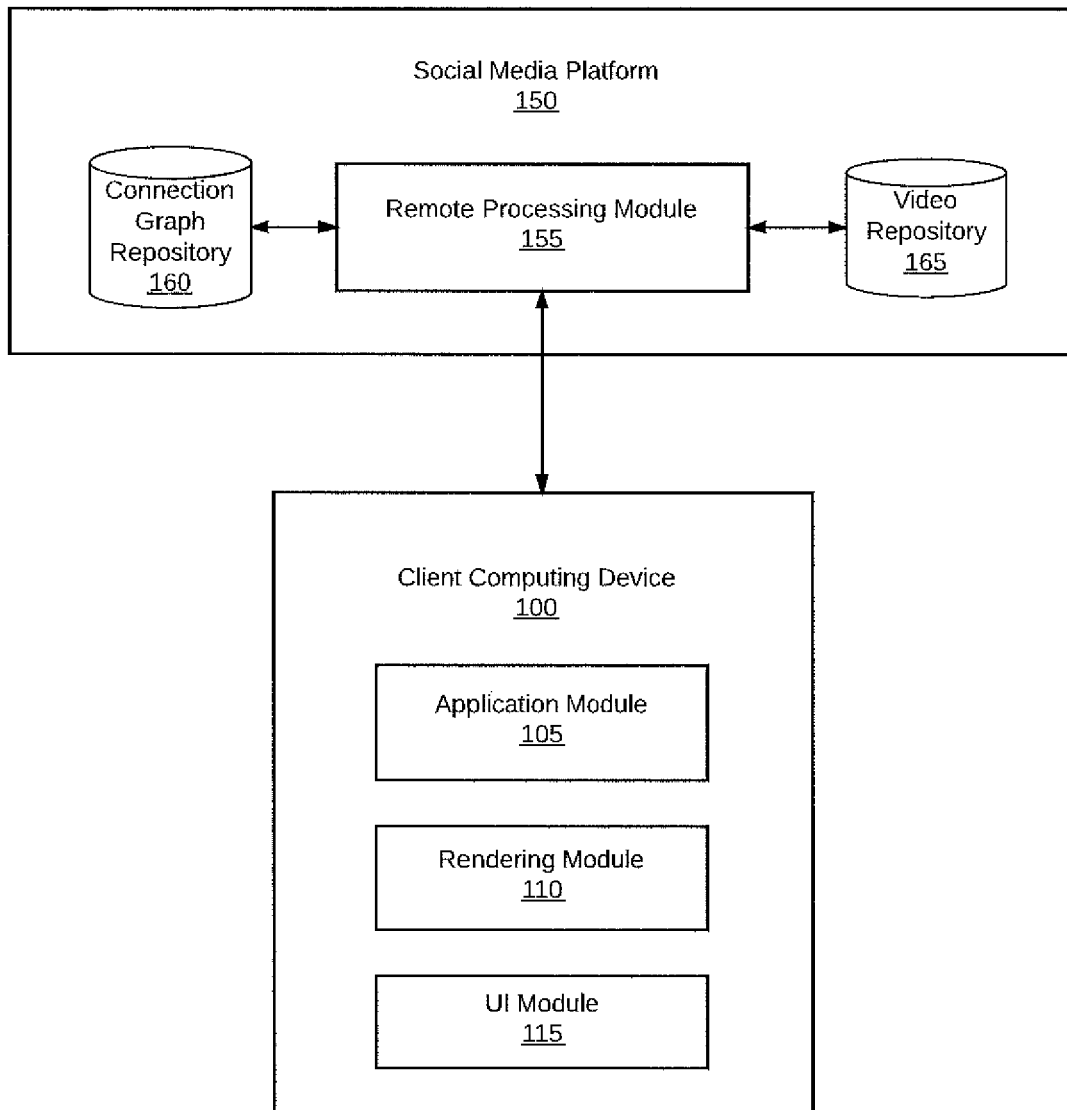 Social Media Platform
150
Connection
Graph
Repository
160
Remote Processing Module
155
Video
Repository
165
Client Computing Device
100
Application Module
105
Rendering Module
110
UI Module
115